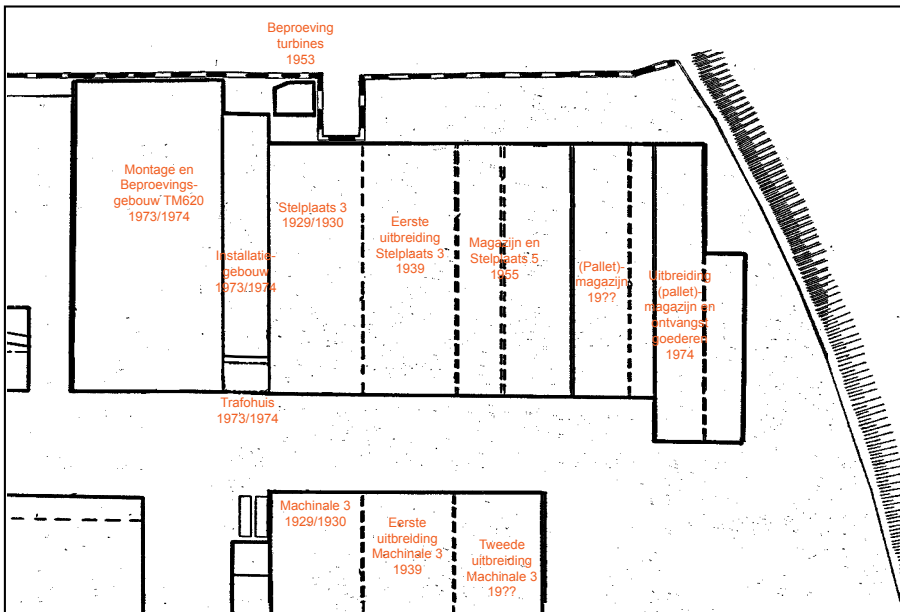 Beproeving
turbines
1953
Montage en
Beproevings-
gebouw TM620
1973/1974
Installatie-
gebouw
1973/1974
Trafohuis
1973/1974
Stelplaats 3
1929/1930
Eerste
uitbreiding
Stelplaats 3
1939
Magazijn en
Stelplaats 5
1955
(Pallet)-
magazijn
19??
Uitbreiding
(pallet)-
magazijn en
ontvangst
goederen
1974
Machinale 3
1929/1930
Eerste
uitbreiding
Machinale 3
1939
Tweede
uitbreiding
Machinale 3
19??